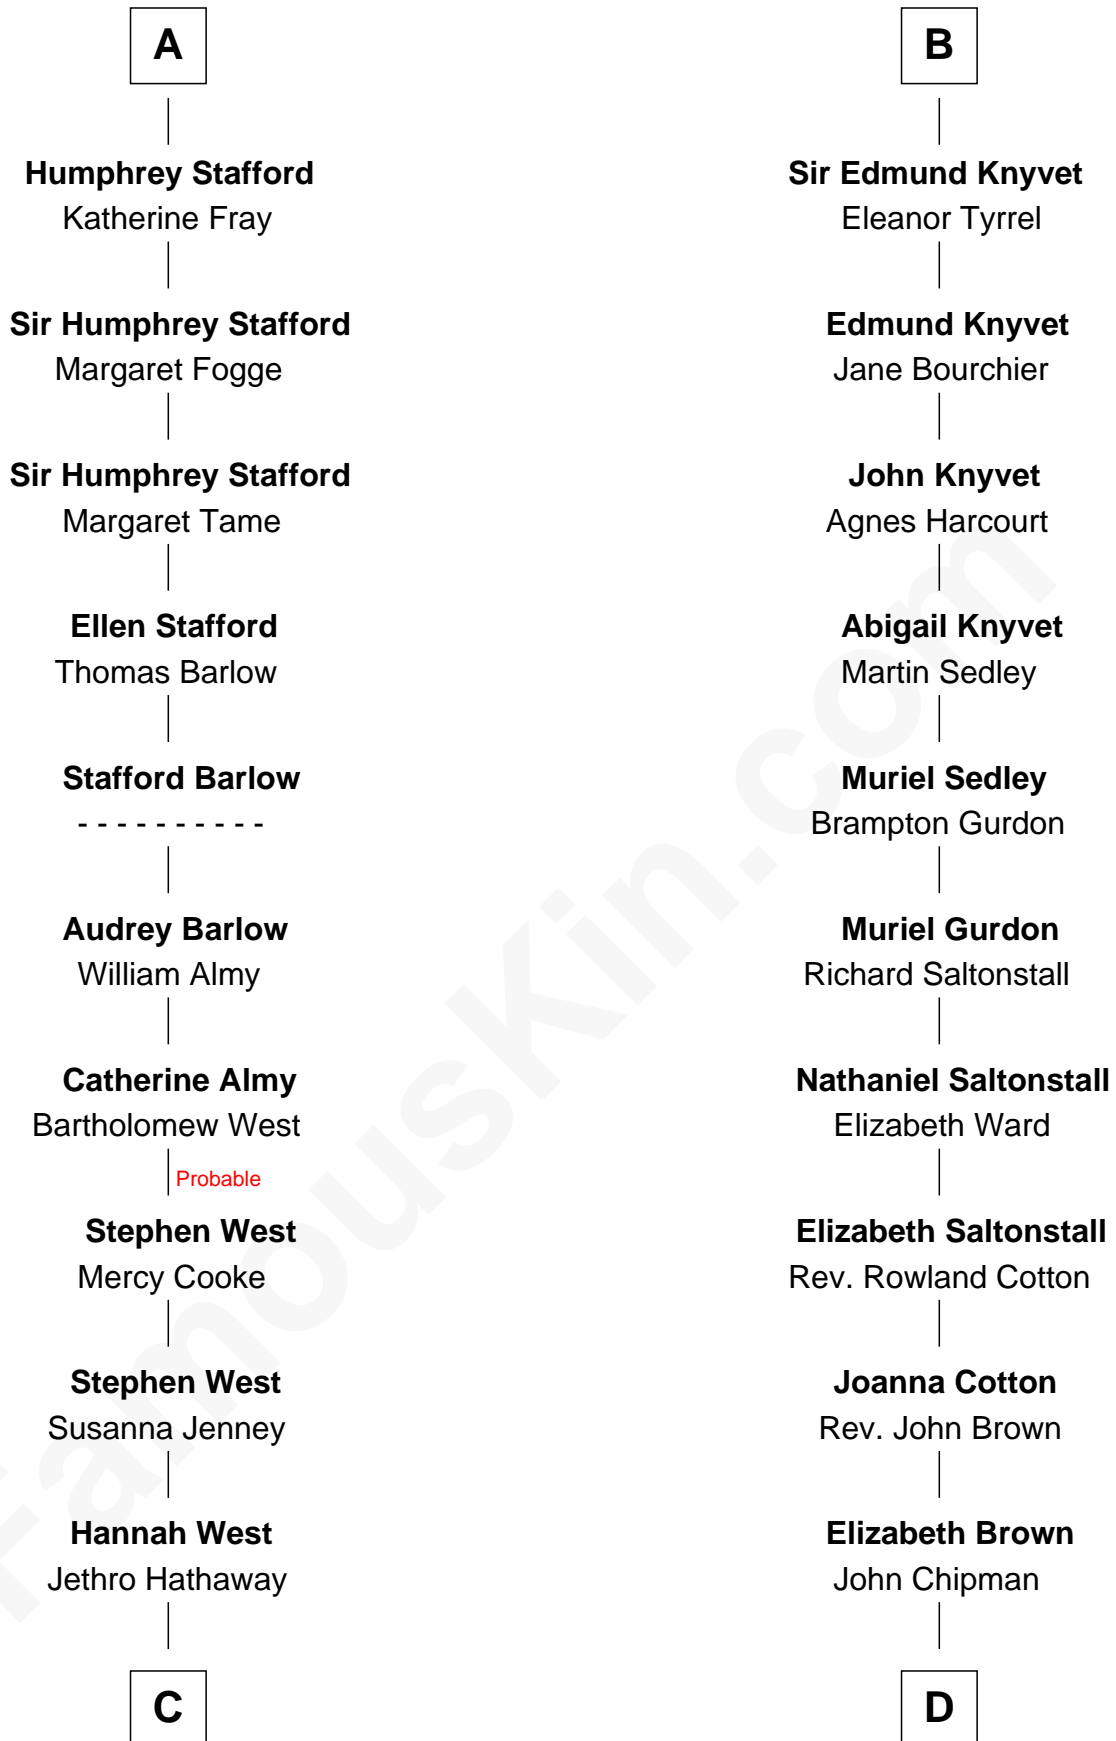 A
Humphrey Stafford
Katherine Fray
Sir Humphrey Stafford
Margaret Fogge
Sir Humphrey Stafford
Margaret Tame
Ellen Stafford
Thomas Barlow
Stafford Barlow
- - - - - - - - - -
Audrey Barlow
William Almy
Catherine Almy
Bartholomew West
Probable
Stephen West
Mercy Cooke
Stephen West
Susanna Jenney
Hannah West
Jethro Hathaway
C
B
Sir Edmund Knyvet
Eleanor Tyrrel
Edmund Knyvet
Jane Bourchier
John Knyvet
Agnes Harcourt
Abigail Knyvet
Martin Sedley
Muriel Sedley
Brampton Gurdon
Muriel Gurdon
Richard Saltonstall
Nathaniel Saltonstall
Elizabeth Ward
Elizabeth Saltonstall
Rev. Rowland Cotton
Joanna Cotton
Rev. John Brown
Elizabeth Brown
John Chipman
D
FamousKin.com